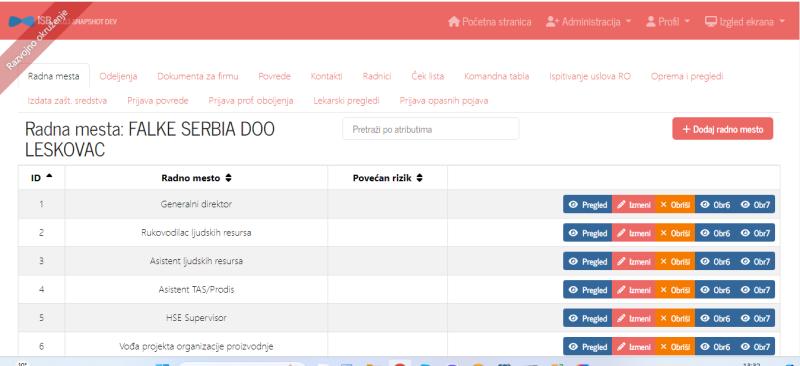 Razvojno okruženje
ISB SNAPSHOT DEV
Početna stranica Administracija Profil Izgled ekrana
Radna mesta Odeljenja Dokumenta za firmu Povrede Kontakti Radnici Ček lista Komandna tabla Ispitivanje uslova RO Oprema i pregledi
Izdata zašt. sredstva Prijava povrede Prijava prof. oboljenja Lekarski pregledi Prijava opasnih pojava
Radna mesta: FALKE SERBIA DOO
LESKOVAC
Pretraži po atributima
+ Dodaj radno mesto
ID Radno mesto Povećan rizik
1 Generalni direktor Pregled Izmeni Obriši Obr6 Obr7
2 Rukovodilac ljudskih resursa Pregled Izmeni Obriši Obr6 Obr7
3 Asistent ljudskih resursa Pregled Izmeni Obriši Obr6 Obr7
4 Asistent TAS/Prodis Pregled Izmeni Obriši Obr6 Obr7
5 HSE Supervisor Pregled Izmeni Obriši Obr6 Obr7
6 Vođa projekta organizacije proizvodnje Pregled Izmeni Obriši Obr6 Obr7